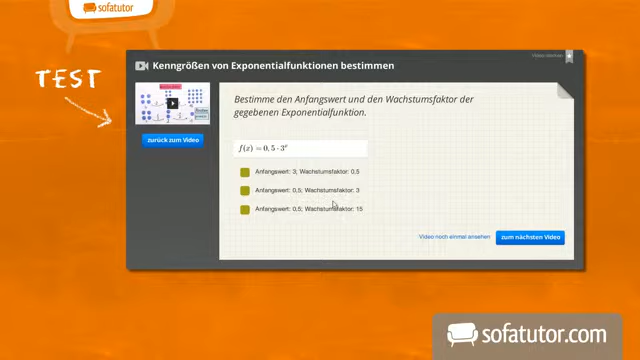 sofatutor
TEST
Kenngrößen von Exponentialfunktionen bestimmen
Bestimme den Anfangswert und den Wachstumsfaktor der
gegebenen Exponentialfunktion.
zurück zum Video
f(x) = 0,5 · 3ˣ
Anfangswert: 3; Wachstumsfaktor: 0,5
Anfangswert: 0,5; Wachstumsfaktor: 3
Anfangswert: 0,5; Wachstumsfaktor: 15
Video noch einmal ansehen
zum nächsten Video
sofatutor.com